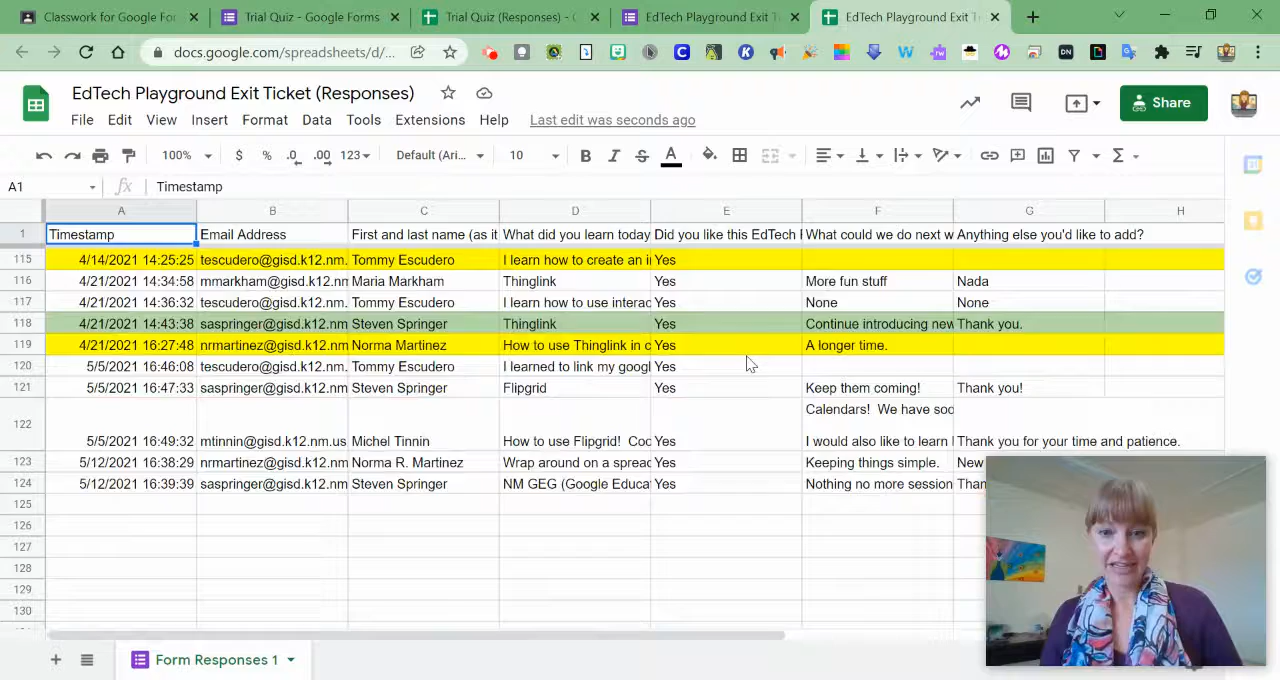 Classwork for Google For
Trial Quiz - Google Forms
Trial Quiz (Responses) - G
EdTech Playground Exit T
EdTech Playground Exit T
docs.google.com/spreadsheets/d/...
EdTech Playground Exit Ticket (Responses)
Share
File Edit View Insert Format Data Tools Extensions Help Last edit was seconds ago
100% $ % .0 .00 123 Default (Ari... 10 B I S A
A1 fx Timestamp
A B C D E F G H
1 Timestamp Email Address First and last name (as it What did you learn today Did you like this EdTech What could we do next w Anything else you'd like to add?
115 4/14/2021 14:25:25 tescudero@gisd.k12.nm. Tommy Escudero I learn how to create an i Yes
116 4/21/2021 14:34:58 mmarkham@gisd.k12.n Maria Markham Thinglink Yes More fun stuff Nada
117 4/21/2021 14:36:32 tescudero@gisd.k12.nm. Tommy Escudero I learn how to use interac Yes None None
118 4/21/2021 14:43:38 saspringer@gisd.k12.nm Steven Springer Thinglink Yes Continue introducing new Thank you.
119 4/21/2021 16:27:48 nrmartinez@gisd.k12.nm Norma Martinez How to use Thinglink in c Yes A longer time.
120 5/5/2021 16:46:08 tescudero@gisd.k12.nm. Tommy Escudero I learned to link my googl Yes
121 5/5/2021 16:47:33 saspringer@gisd.k12.nm Steven Springer Flipgrid Yes Keep them coming! Thank you!
Calendars! We have soc
122 5/5/2021 16:49:32 mtinnin@gisd.k12.nm.us Michel Tinnin How to use Flipgrid! Coc Yes I would also like to learn Thank you for your time and patience.
123 5/12/2021 16:38:29 nrmartinez@gisd.k12.nm Norma R. Martinez Wrap around on a spread Yes Keeping things simple. New
124 5/12/2021 16:39:39 saspringer@gisd.k12.nm Steven Springer NM GEG (Google Educa Yes Nothing no more session Than
125
126
127
128
129
130
Form Responses 1